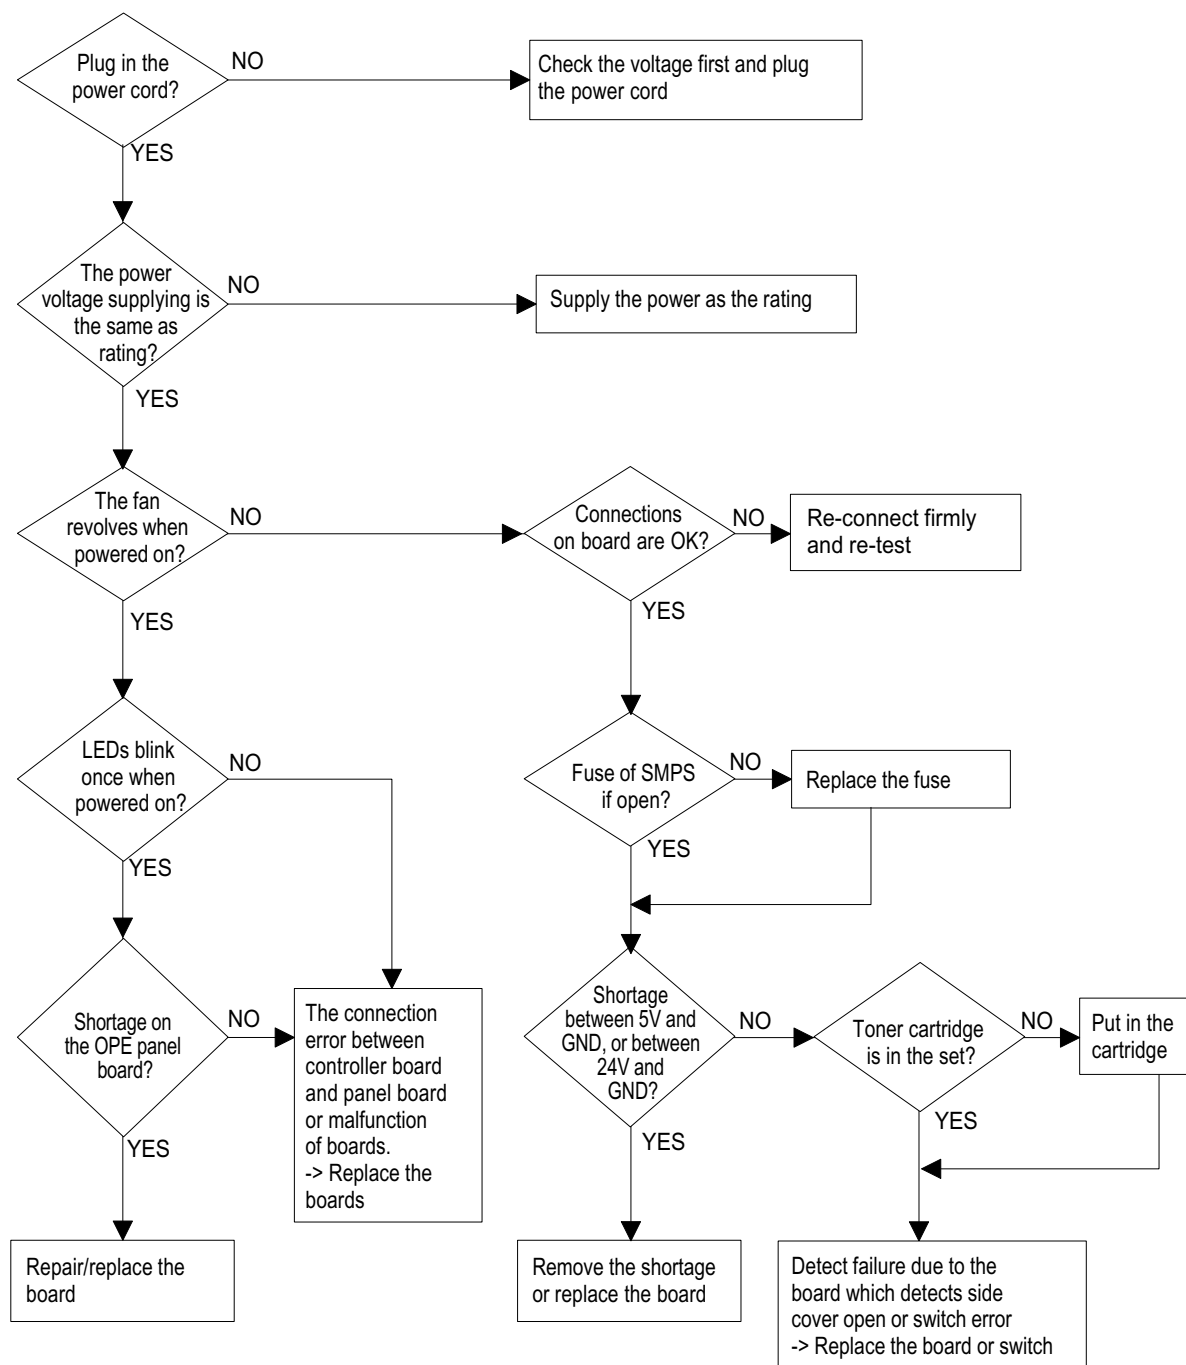 Plug in the
power cord?
NO
Check the voltage first and plug
the power cord
YES
The power
voltage supplying is
the same as
rating?
NO
Supply the power as the rating
YES
The fan
revolves when
powered on?
NO
Connections
on board are OK?
NO
Re-connect firmly
and re-test
YES
YES
LEDs blink
once when
powered on?
NO
Fuse of SMPS
if open?
NO
Replace the fuse
YES
YES
Shortage on
the OPE panel
board?
NO
The connection
error between
controller board
and panel board
or malfunction
of boards.
-> Replace the
boards
Shortage
between 5V and
GND, or between
24V and
GND?
NO
Toner cartridge
is in the set?
NO
Put in the
cartridge
YES
YES
YES
Repair/replace the
board
Remove the shortage
or replace the board
Detect failure due to the
board which detects side
cover open or switch error
-> Replace the board or switch